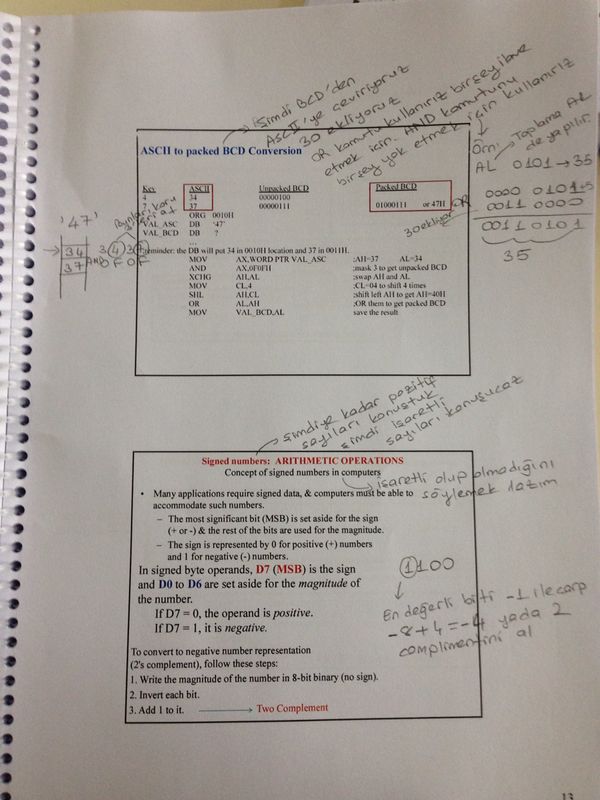 şimdi BCD'den
ASCII'ye çeviriyoruz
30 ekliyoruz
OR komutu kullanırız birşey ilave
etmek için. AND komutunu
birşey yok etmek için kullanırız
Örn:
Toplama AL
de yapılır.
AL 0101 → 35
0000 0101 +5
OR
0011 0000
0011 0101
35
30 ekliyor
ASCII to packed BCD Conversion
Key ASCII Unpacked BCD Packed BCD
4 34 00000100
7 37 00000111 01000111 or 47H
ORG 0010H
VAL_ASC DB '47'
VAL_BCD DB ?
...
;reminder: the DB will put 34 in 0010H location and 37 in 0011H.
MOV AX,WORD PTR VAL_ASC ;AH=37 AL=34
AND AX,0F0FH ;mask 3 to get unpacked BCD
XCHG AH,AL ;swap AH and AL
MOV CL,4 ;CL=04 to shift 4 times
SHL AH,CL ;shift left AH to get AH=40H
OR AL,AH ;OR them to get packed BCD
MOV VAL_BCD,AL save the result
'47'
Bunları koru
34
37
3 4 3 7
AND 0 F 0 F
şimdiye kadar pozitif
sayıları konuştuk
şimdi işaretli
sayıları konuşucaz
Signed numbers: ARITHMETIC OPERATIONS
Concept of signed numbers in computers
işaretli olup olmadığını
söylemek lazım
• Many applications require signed data, & computers must be able to
accommodate such numbers.
– The most significant bit (MSB) is set aside for the sign
(+ or -) & the rest of the bits are used for the magnitude.
– The sign is represented by 0 for positive (+) numbers
and 1 for negative (-) numbers.
In signed byte operands, D7 (MSB) is the sign
and D0 to D6 are set aside for the magnitude of
the number.
If D7 = 0, the operand is positive.
If D7 = 1, it is negative.
1100
En değerli biti -1 ile carp
-8+4=-4 yada 2
complimentini al
To convert to negative number representation
(2's complement), follow these steps:
1. Write the magnitude of the number in 8-bit binary (no sign).
2. Invert each bit.
3. Add 1 to it. → Two Complement
13